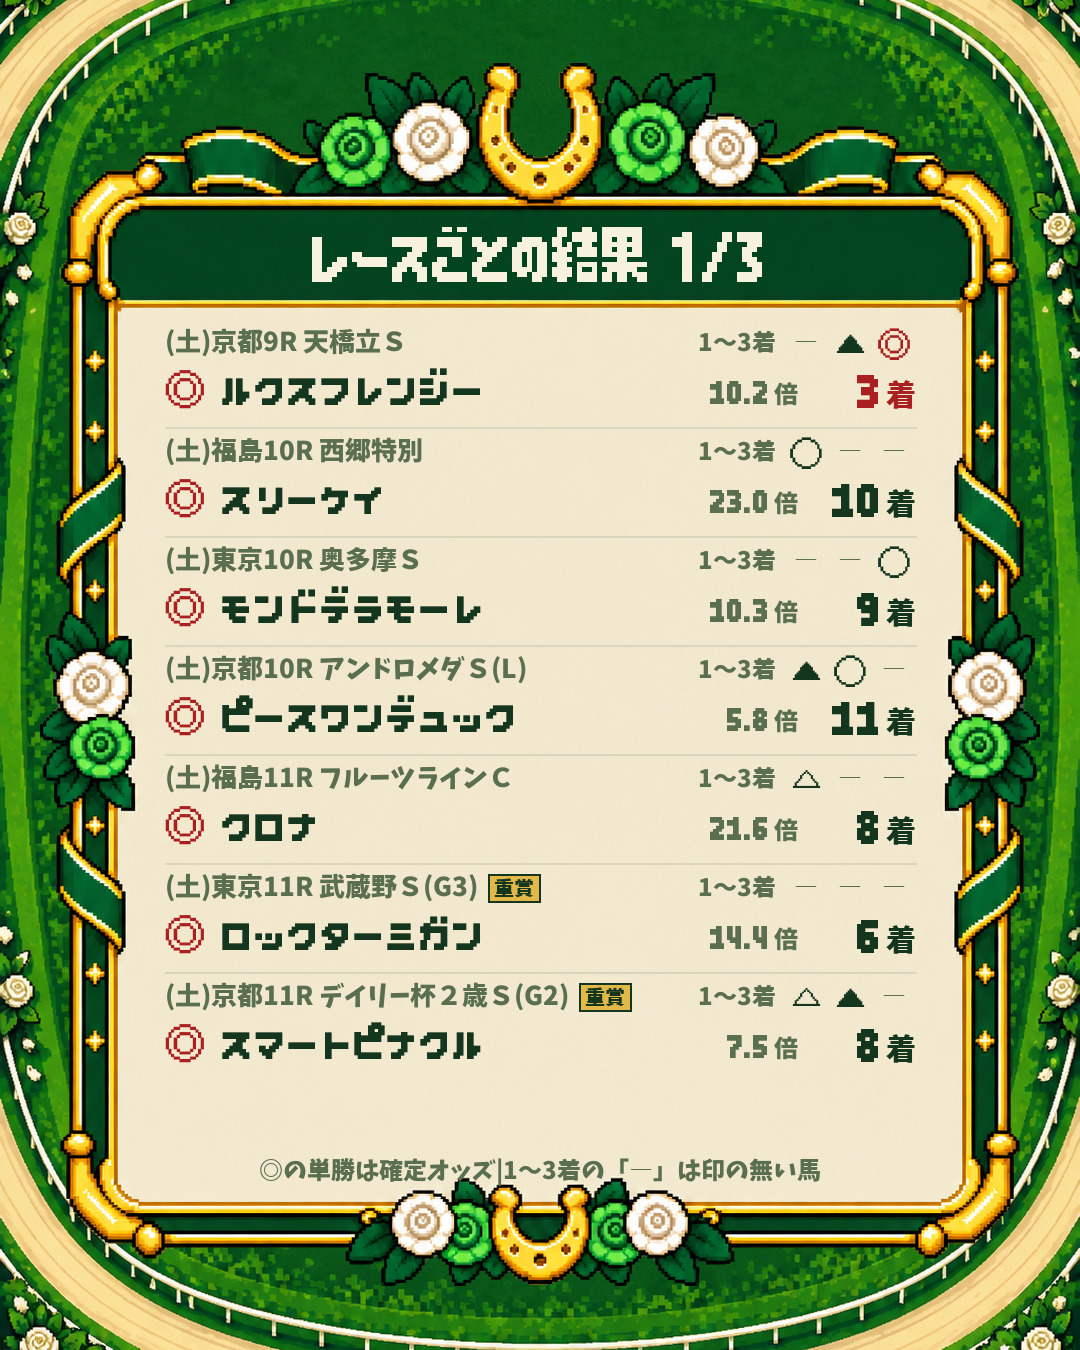 レースごとの結果 1/3
(土)京都9R 天橋立S 1〜3着 － ▲ ◎
◎ ルクスフレンジー 10.2倍 3着
(土)福島10R 西郷特別 1〜3着 ○ － －
◎ スリーケイ 23.0倍 10着
(土)東京10R 奥多摩S 1〜3着 － － ○
◎ モンドデラモーレ 10.3倍 9着
(土)京都10R アンドロメダS(L) 1〜3着 ▲ ○ －
◎ ピースワンデュック 5.8倍 11着
(土)福島11R フルーツラインC 1〜3着 △ － －
◎ クロナ 21.6倍 8着
(土)東京11R 武蔵野S(G3) 重賞 1〜3着 － － －
◎ ロックターミガン 14.4倍 6着
(土)京都11R デイリー杯２歳S(G2) 重賞 1〜3着 △ ▲ －
◎ スマートピナクル 7.5倍 8着
◎の単勝は確定オッズ|1〜3着の「－」は印の無い馬